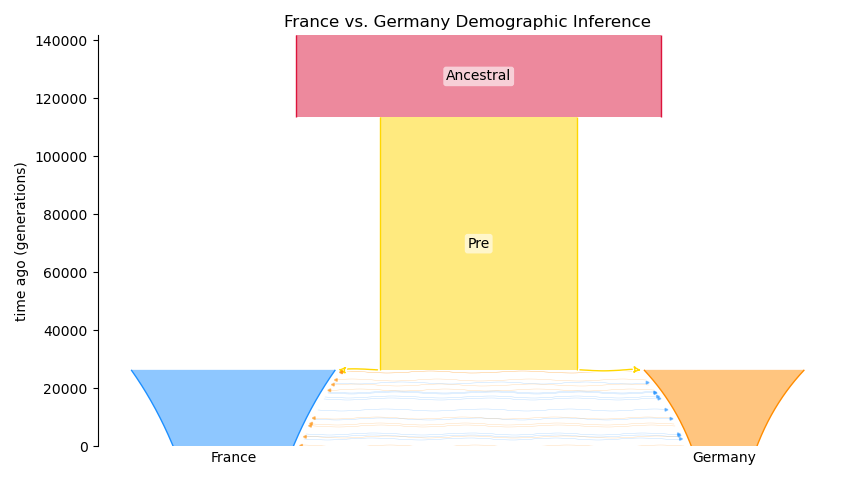 France vs. Germany Demographic Inference
140000
120000
100000
80000
60000
40000
20000
0
time ago (generations)
Ancestral
Pre
France
Germany